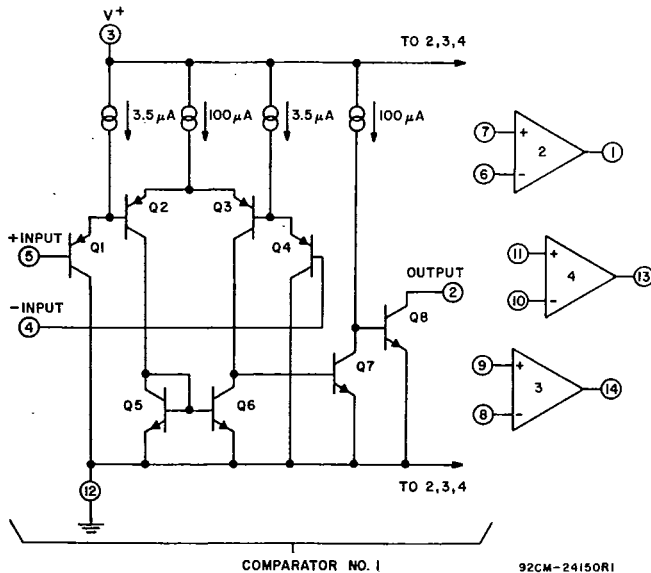 V+
3
TO 2,3,4
3.5μA
100μA
3.5μA
100μA
7
+
2
1
6
-
Q2
Q3
Q1
Q4
+INPUT
5
11
+
4
13
10
-
OUTPUT
2
-INPUT
4
Q8
Q7
9
+
3
14
8
-
Q5
Q6
12
TO 2,3,4
COMPARATOR NO. 1
92CM-24150R1